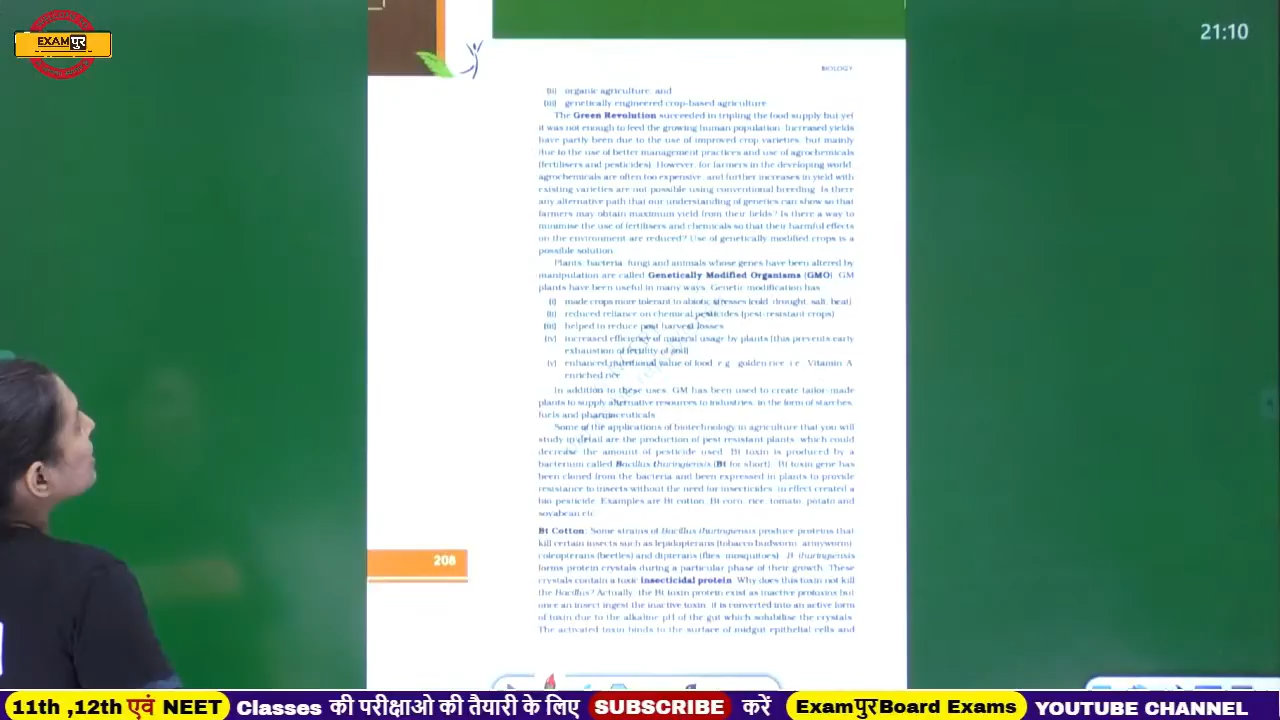 EXAMपुर
21:10
BIOLOGY
(ii) organic agriculture; and
(iii) genetically engineered crop-based agriculture.
The Green Revolution succeeded in tripling the food supply but yet
it was not enough to feed the growing human population. Increased yields
have partly been due to the use of improved crop varieties, but mainly
due to the use of better management practices and use of agrochemicals
(fertilisers and pesticides). However, for farmers in the developing world,
agrochemicals are often too expensive, and further increases in yield with
existing varieties are not possible using conventional breeding. Is there
any alternative path that our understanding of genetics can show so that
farmers may obtain maximum yield from their fields? Is there a way to
minimise the use of fertilisers and chemicals so that their harmful effects
on the environment are reduced? Use of genetically modified crops is a
possible solution.
Plants, bacteria, fungi and animals whose genes have been altered by
manipulation are called Genetically Modified Organisms (GMO). GM
plants have been useful in many ways. Genetic modification has:
(i) made crops more tolerant to abiotic stresses (cold, drought, salt, heat).
(ii) reduced reliance on chemical pesticides (pest-resistant crops).
(iii) helped to reduce post harvest losses.
(iv) increased efficiency of mineral usage by plants (this prevents early
exhaustion of fertility of soil).
(v) enhanced nutritional value of food, e.g., golden rice, i.e., Vitamin A
enriched rice.
In addition to these uses, GM has been used to create tailor-made
plants to supply alternative resources to industries, in the form of starches,
fuels and pharmaceuticals.
Some of the applications of biotechnology in agriculture that you will
study in detail are the production of pest resistant plants, which could
decrease the amount of pesticide used. Bt toxin is produced by a
bacterium called Bacillus thuringiensis (Bt for short). Bt toxin gene has
been cloned from the bacteria and been expressed in plants to provide
resistance to insects without the need for insecticides; in effect created a
bio-pesticide. Examples are Bt cotton, Bt corn, rice, tomato, potato and
soyabean etc.
Bt Cotton: Some strains of Bacillus thuringiensis produce proteins that
kill certain insects such as lepidopterans (tobacco budworm, armyworm),
coleopterans (beetles) and dipterans (flies, mosquitoes). B. thuringiensis
forms protein crystals during a particular phase of their growth. These
crystals contain a toxic insecticidal protein. Why does this toxin not kill
the Bacillus? Actually, the Bt toxin protein exist as inactive protoxins but
once an insect ingest the inactive toxin, it is converted into an active form
of toxin due to the alkaline pH of the gut which solubilise the crystals.
The activated toxin binds to the surface of midgut epithelial cells and
208
11th ,12th एवं NEET Classes की परीक्षाओ की तैयारी के लिए SUBSCRIBE करें ExamपुरBoard Exams YOUTUBE CHANNEL